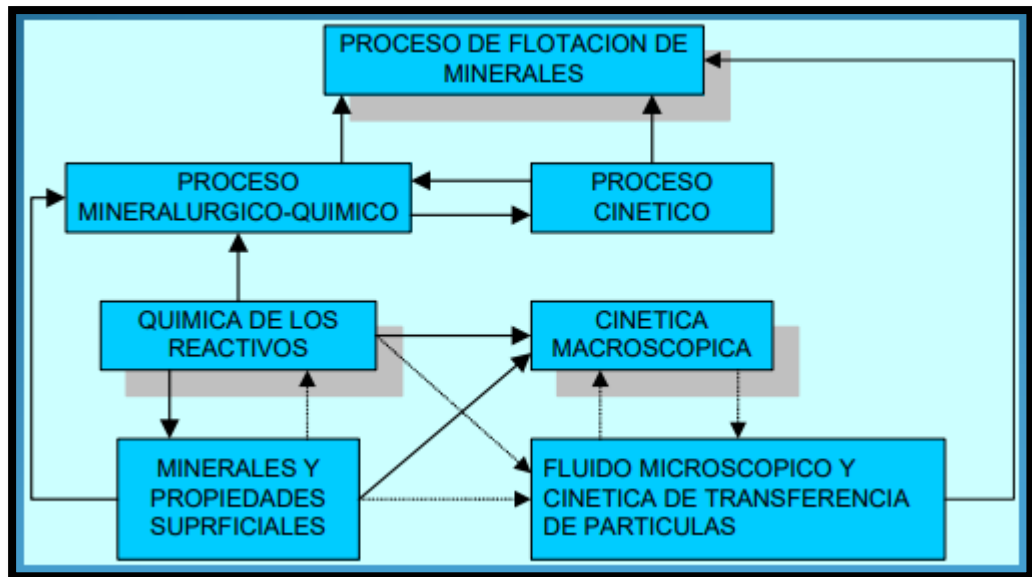 PROCESO DE FLOTACION DE
MINERALES
PROCESO
MINERALURGICO-QUIMICO
PROCESO
CINETICO
QUIMICA DE LOS
REACTIVOS
CINETICA
MACROSCOPICA
MINERALES Y
PROPIEDADES
SUPRFICIALES
FLUIDO MICROSCOPICO Y
CINETICA DE TRANSFERENCIA
DE PARTICULAS